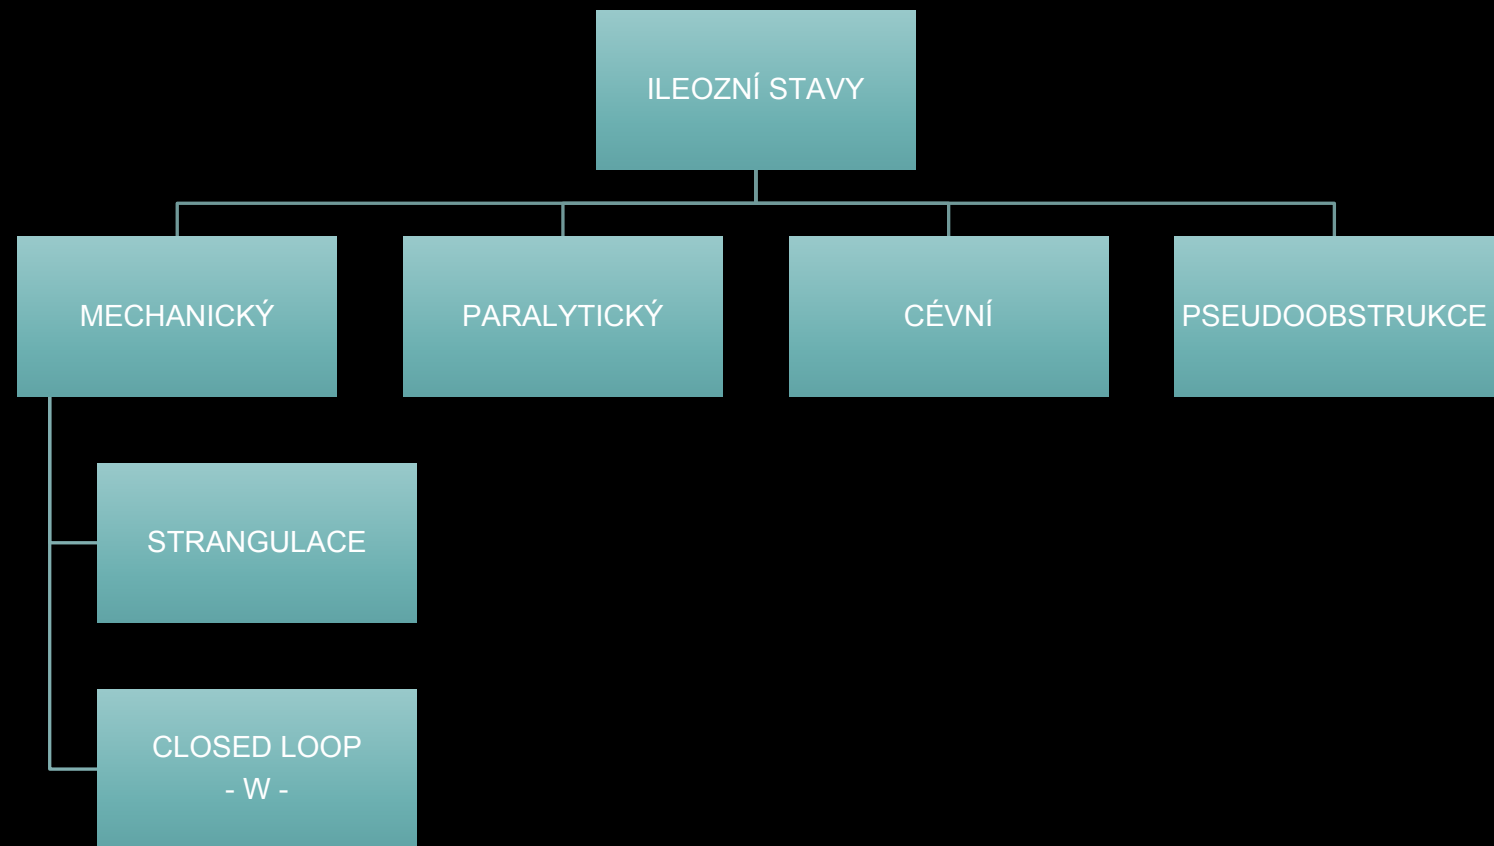 ILEOZNÍ STAVY
MECHANICKÝ
PARALYTICKÝ
CÉVNÍ
PSEUDOOBSTRUKCE
STRANGULACE
CLOSED LOOP
- W -